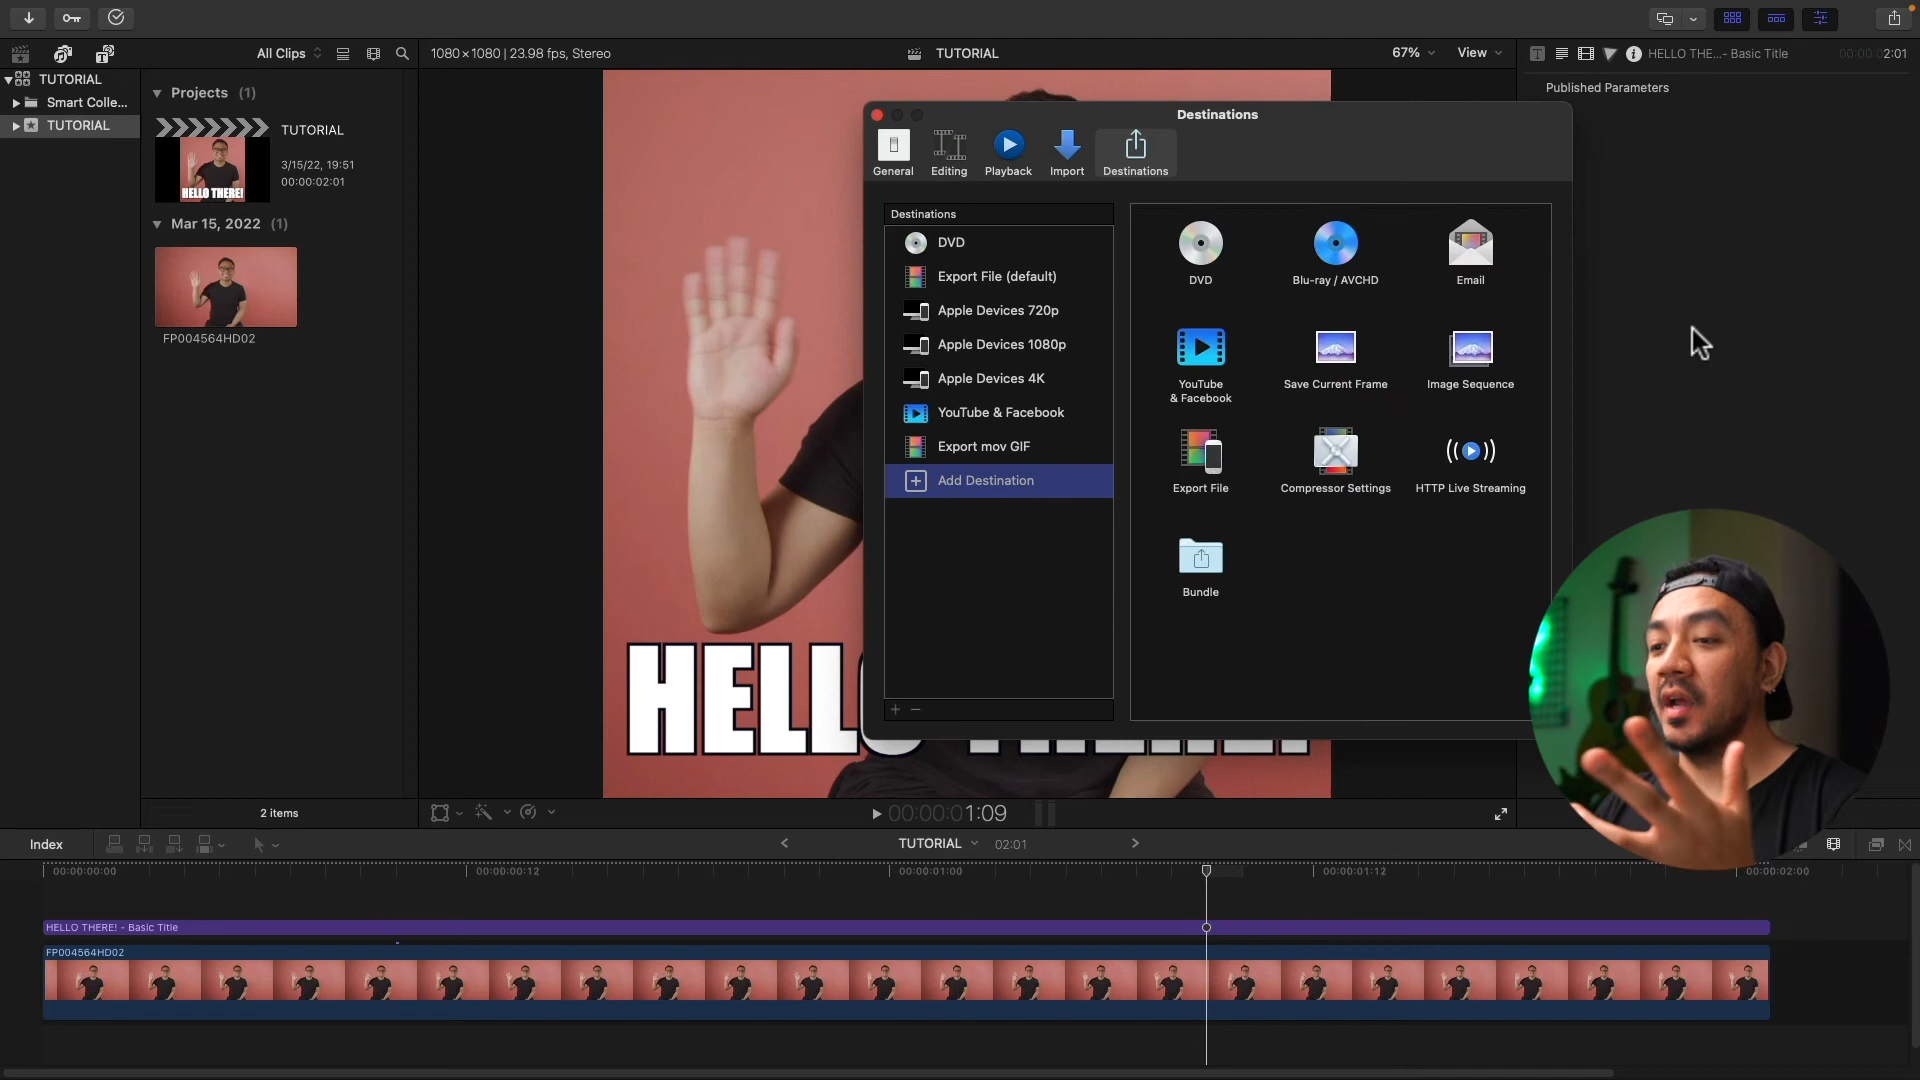 All Clips
1080×1080 | 23.98 fps, Stereo
TUTORIAL
67%
View
HELLO THE...- Basic Title
00:00:02:01
Published Parameters
TUTORIAL
Smart Colle...
TUTORIAL
Projects (1)
TUTORIAL
3/15/22, 19:51
00:00:02:01
HELLO THERE!
Mar 15, 2022 (1)
FP004564HD02
2 items
Destinations
General
Editing
Playback
Import
Destinations
Destinations
DVD
Export File (default)
Apple Devices 720p
Apple Devices 1080p
Apple Devices 4K
YouTube & Facebook
Export mov GIF
Add Destination
DVD
Blu-ray / AVCHD
Email
YouTube
& Facebook
Save Current Frame
Image Sequence
Export File
Compressor Settings
HTTP Live Streaming
Bundle
00:00:01:09
Index
TUTORIAL
02:01
00:00:00:00
00:00:00:12
00:00:01:00
00:00:01:12
00:00:02:00
HELLO THERE! - Basic Title
FP004564HD02